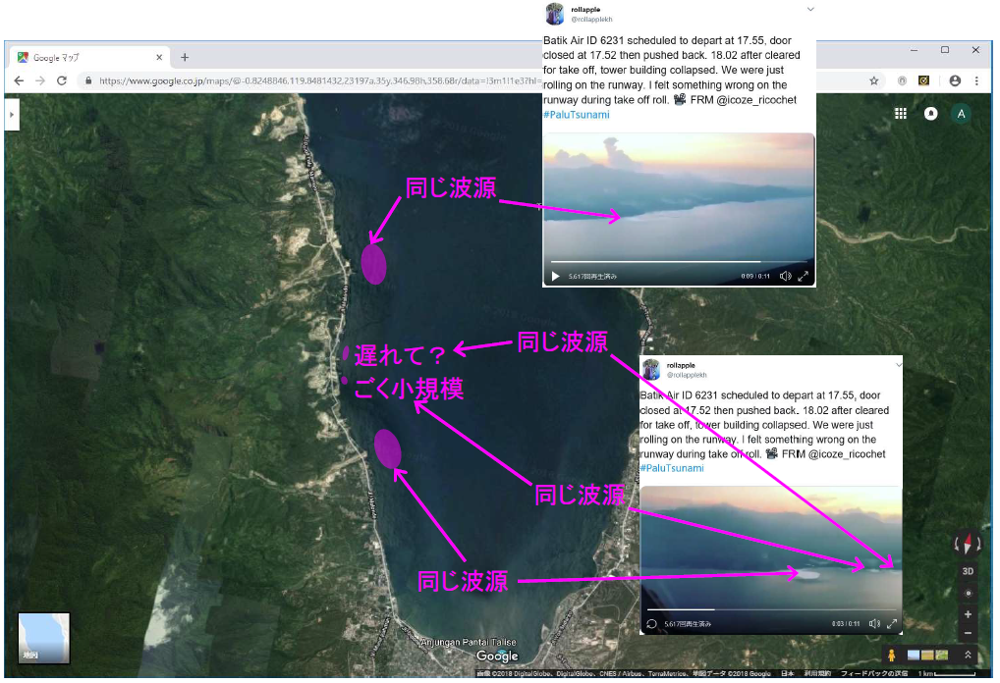 rollapple
@rollapplekh
Batik Air ID 6231 scheduled to depart at 17.55, door
closed at 17.52 then pushed back. 18.02 after cleared
for take off, tower building collapsed. We were just
rolling on the runway. I felt something wrong on the
runway during take off roll. 📽 FRM @icoze_ricochet
#PaluTsunami
Google マップ
https://www.google.co.jp/maps/@-0.8248846,119.8481432,23197a,35y,346.98h,358.68r/data=!3m1!1e3?hl=
A
同じ波源
5,617回再生済み
0:09 / 0:11
遅れて?
同じ波源
ごく小規模
rollapple
@rollapplekh
Batik Air ID 6231 scheduled to depart at 17.55, door
closed at 17.52 then pushed back. 18.02 after cleared
for take off, tower building collapsed. We were just
rolling on the runway. I felt something wrong on the
runway during take off roll. 📽 FRM @icoze_ricochet
#PaluTsunami
同じ波源
同じ波源
5,617回再生済み
0:03 / 0:11
3D
地図
Anjungan Pantai Talise
Google
画像 ©2018 DigitalGlobe、DigitalGlobe、CNES / Airbus、TerraMetrics、地図データ ©2018 Google 日本 利用規約 フィードバックの送信 1 km